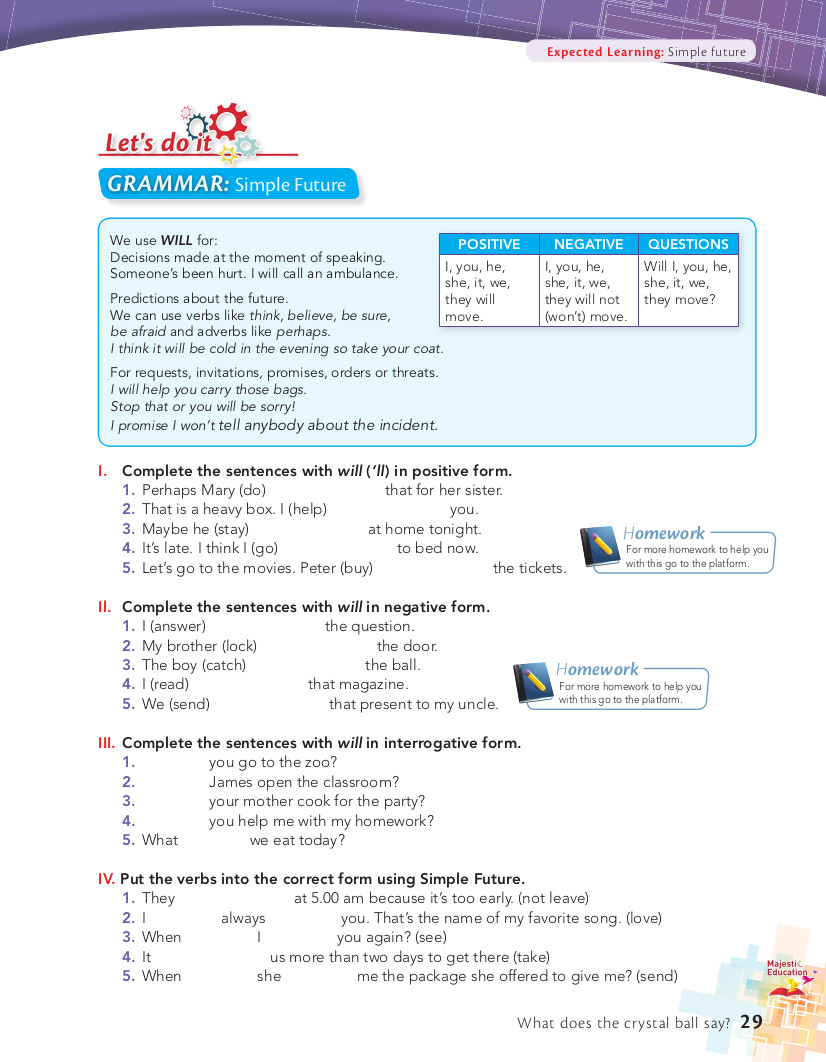 Expected Learning: Simple future
Let's do it
GRAMMAR: Simple Future
We use WILL for:
Decisions made at the moment of speaking.
Someone's been hurt. I will call an ambulance.
Predictions about the future.
We can use verbs like think, believe, be sure,
be afraid and adverbs like perhaps.
I think it will be cold in the evening so take your coat.
For requests, invitations, promises, orders or threats.
I will help you carry those bags.
Stop that or you will be sorry!
I promise I won't tell anybody about the incident.
POSITIVE NEGATIVE QUESTIONS
I, you, he, I, you, he, Will I, you, he,
she, it, we, she, it, we, she, it, we,
they will they will not they move?
move. (won't) move.
I. Complete the sentences with will ('ll) in positive form.
1. Perhaps Mary (do) that for her sister.
2. That is a heavy box. I (help) you.
3. Maybe he (stay) at home tonight.
4. It's late. I think I (go) to bed now.
5. Let's go to the movies. Peter (buy) the tickets.
Homework
For more homework to help you
with this go to the platform.
II. Complete the sentences with will in negative form.
1. I (answer) the question.
2. My brother (lock) the door.
3. The boy (catch) the ball.
4. I (read) that magazine.
5. We (send) that present to my uncle.
Homework
For more homework to help you
with this go to the platform.
III. Complete the sentences with will in interrogative form.
1. you go to the zoo?
2. James open the classroom?
3. your mother cook for the party?
4. you help me with my homework?
5. What we eat today?
IV. Put the verbs into the correct form using Simple Future.
1. They at 5.00 am because it's too early. (not leave)
2. I always you. That's the name of my favorite song. (love)
3. When I you again? (see)
4. It us more than two days to get there (take)
5. When she me the package she offered to give me? (send)
Majestic
Education
What does the crystal ball say? 29